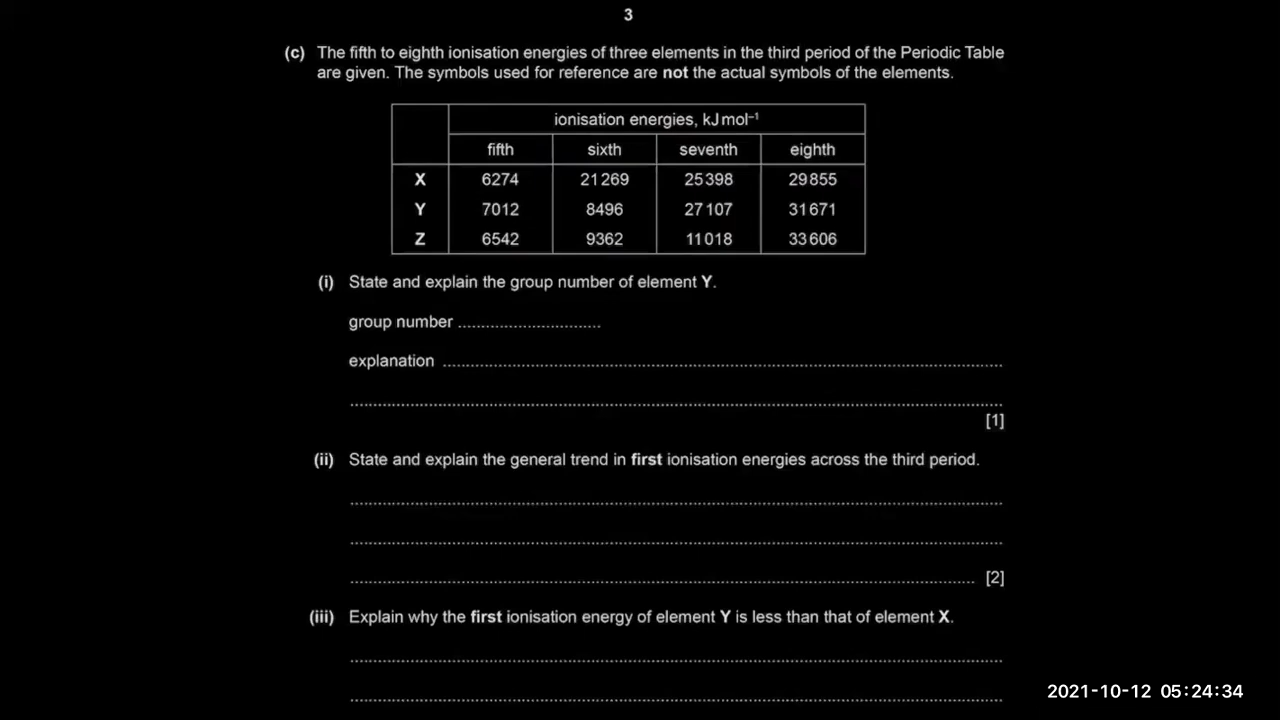 3
(c) The fifth to eighth ionisation energies of three elements in the third period of the Periodic Table
are given. The symbols used for reference are not the actual symbols of the elements.
ionisation energies, kJ mol⁻¹
fifth sixth seventh eighth
X 6274 21269 25398 29855
Y 7012 8496 27107 31671
Z 6542 9362 11018 33606
(i) State and explain the group number of element Y.
group number ...............................
explanation ........................................................................................................................
............................................................................................................................................
[1]
(ii) State and explain the general trend in first ionisation energies across the third period.
............................................................................................................................................
............................................................................................................................................
...................................................................................................................................... [2]
(iii) Explain why the first ionisation energy of element Y is less than that of element X.
............................................................................................................................................
............................................................................................................................................
2021-10-12 05:24:34